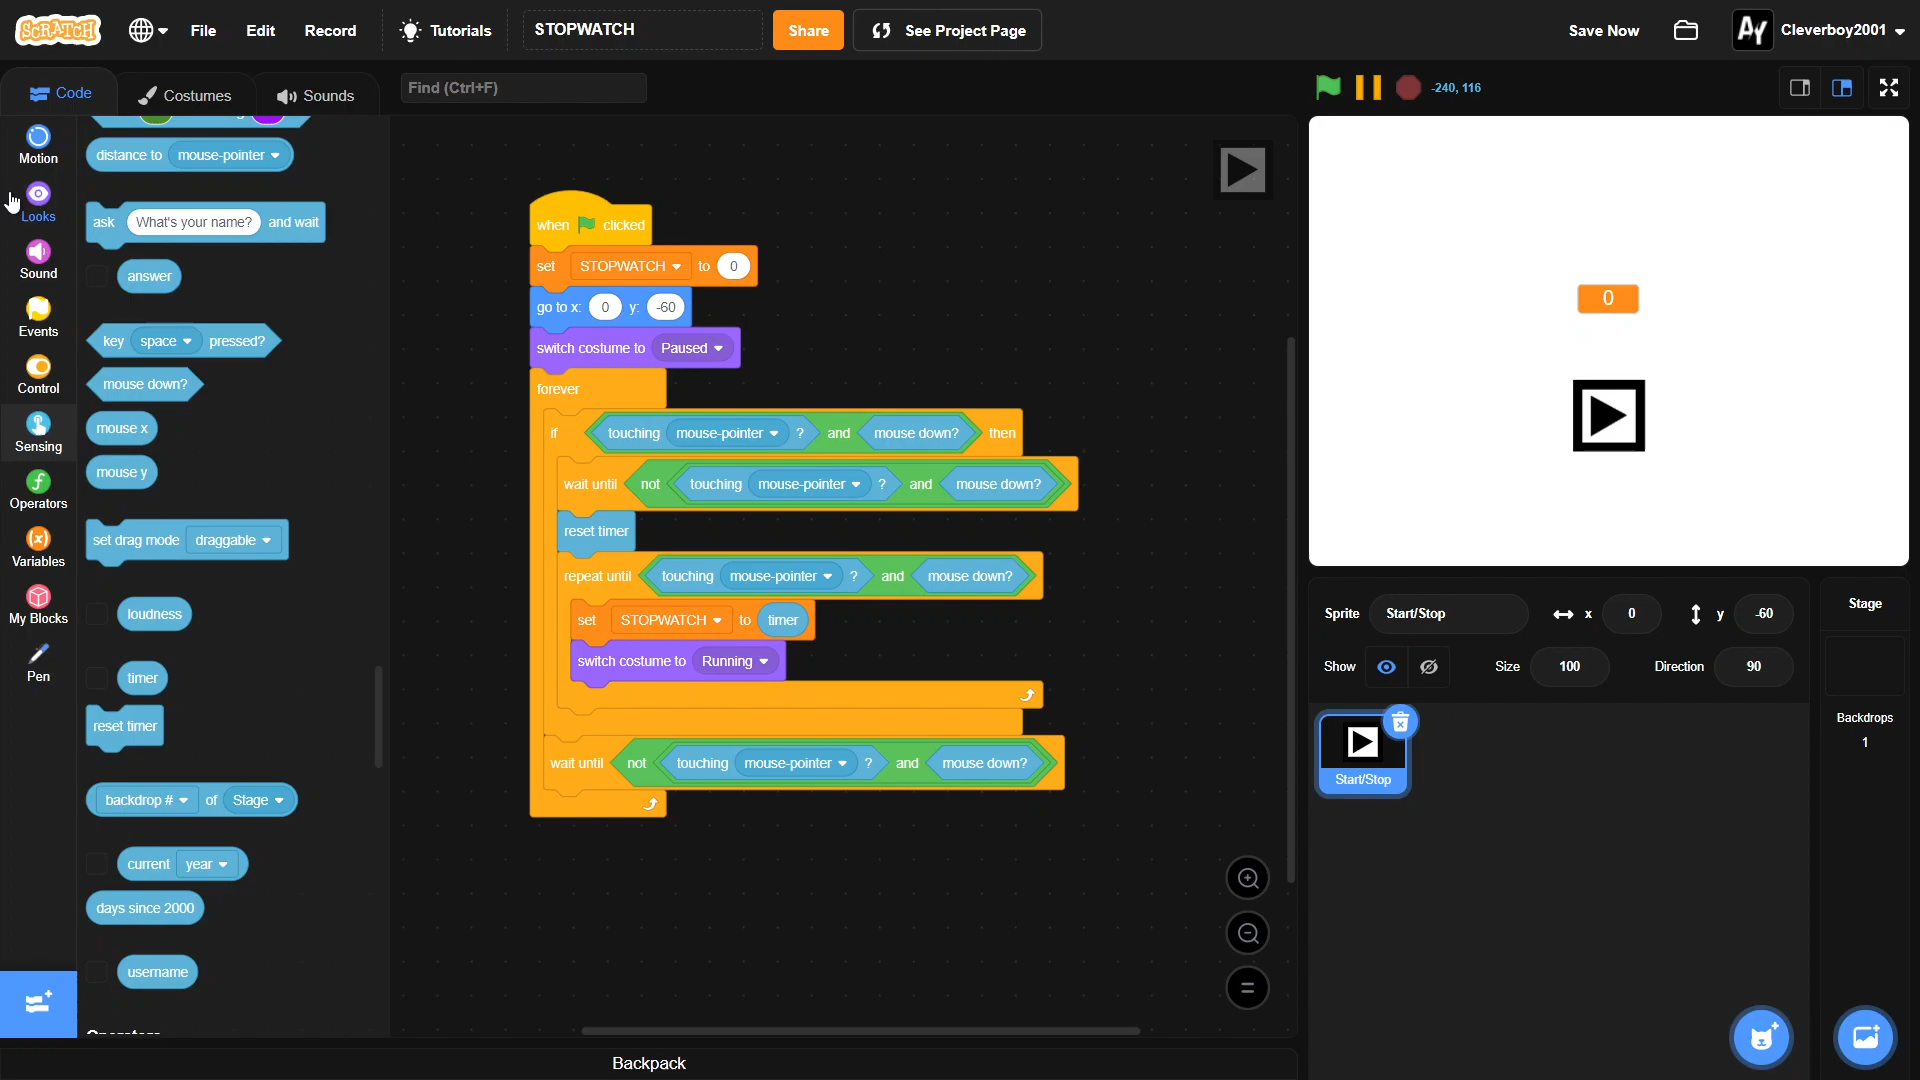 SCRATCH
File
Edit
Record
Tutorials
STOPWATCH
Share
See Project Page
Save Now
Ay
Cleverboy2001
Code
Costumes
Sounds
Find (Ctrl+F)
-240, 116
Motion
Looks
Sound
Events
Control
Sensing
Operators
Variables
My Blocks
Pen
distance to mouse-pointer
ask What's your name? and wait
answer
key space pressed?
mouse down?
mouse x
mouse y
set drag mode draggable
loudness
timer
reset timer
backdrop # of Stage
current year
days since 2000
username
when clicked
set STOPWATCH to 0
go to x: 0 y: -60
switch costume to Paused
forever
if touching mouse-pointer ? and mouse down? then
wait until not touching mouse-pointer ? and mouse down?
reset timer
repeat until touching mouse-pointer ? and mouse down?
set STOPWATCH to timer
switch costume to Running
wait until not touching mouse-pointer ? and mouse down?
Backpack
0
Sprite Start/Stop x 0 y -60
Show Size 100 Direction 90
Start/Stop
Stage
Backdrops
1